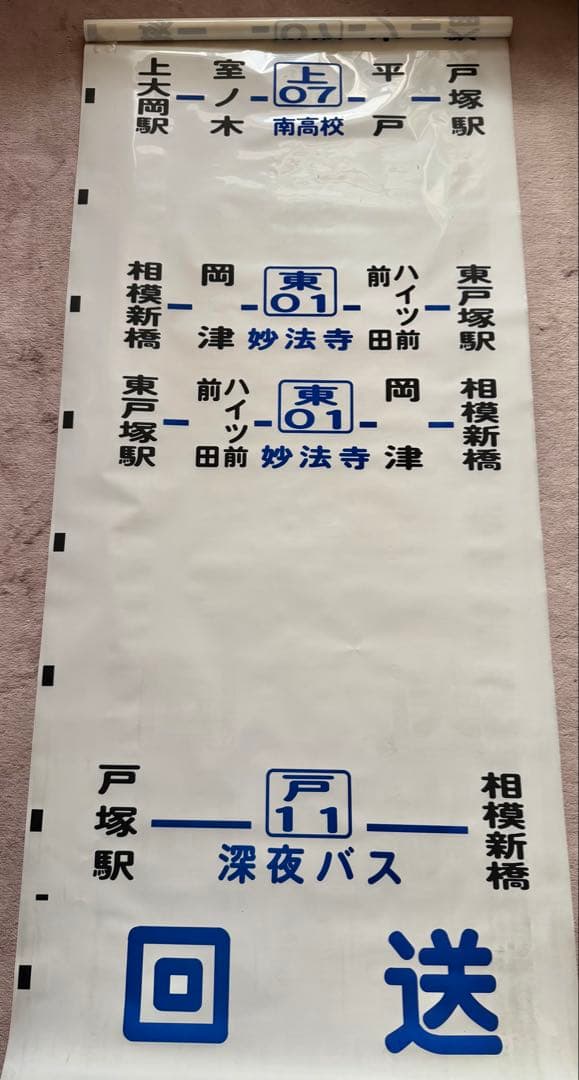 上大岡駅 - 室ノ木 - 上07 南高校 - 平戸 - 戸塚駅
相模新橋 - 岡津 - 東01 妙法寺 - 前田ハイツ前 - 東戸塚駅
東戸塚駅 - 前田ハイツ前 - 東01 妙法寺 - 岡津 - 相模新橋
戸塚駅 - 戸11 深夜バス - 相模新橋
回送